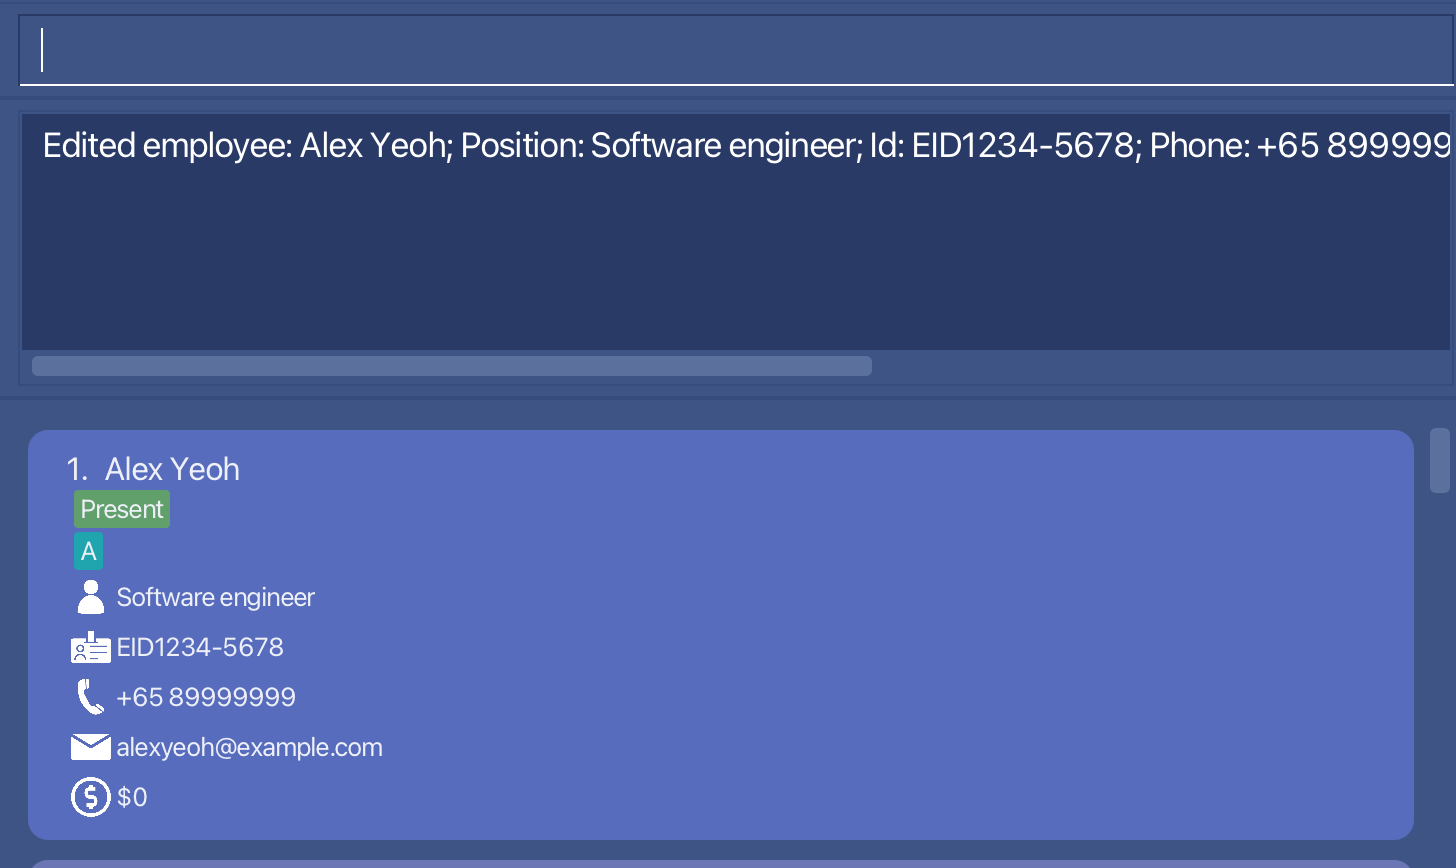 Edited employee: Alex Yeoh; Position: Software engineer; Id: EID1234-5678; Phone: +65 899999
1. Alex Yeoh
Present
A
Software engineer
EID1234-5678
+65 89999999
alexyeoh@example.com
$0